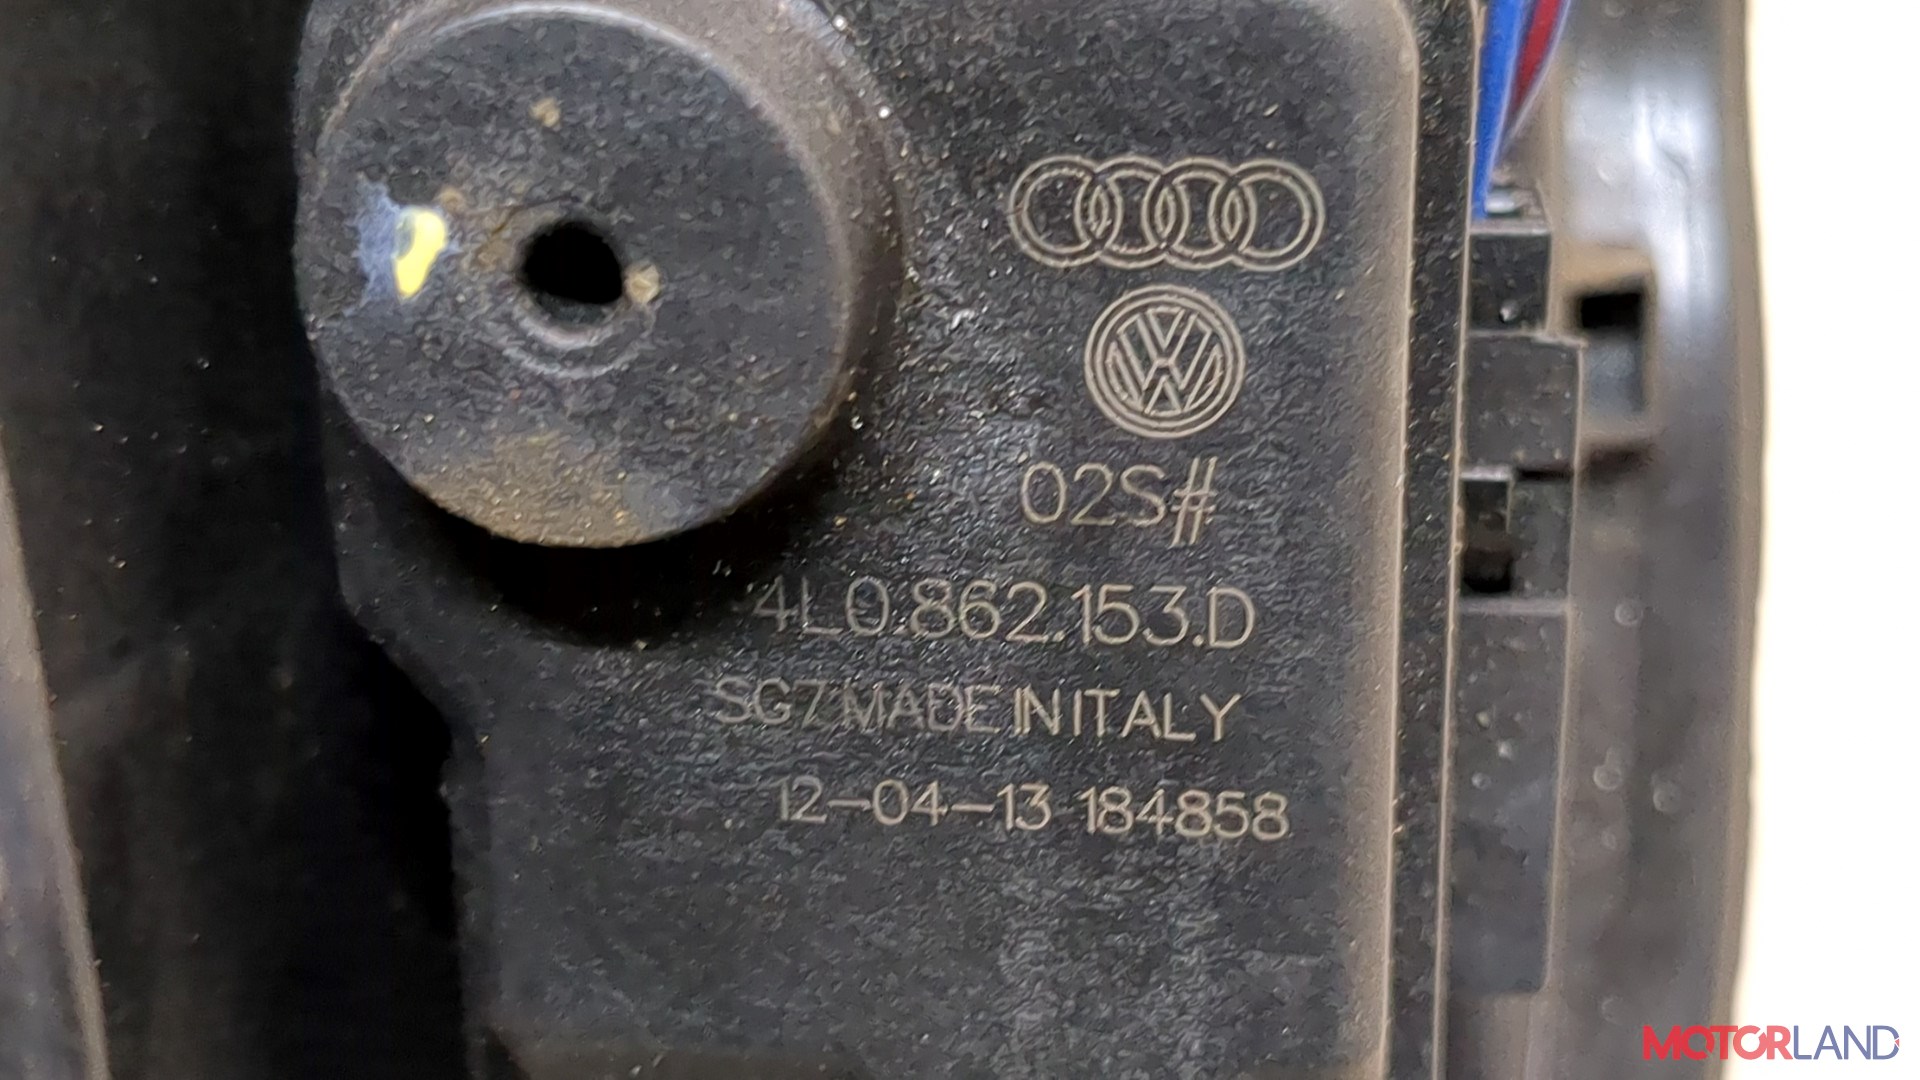 02S#
4L0.862.153.D
SGZ MADE IN ITALY
12-04-13 184858
MOTORLAND